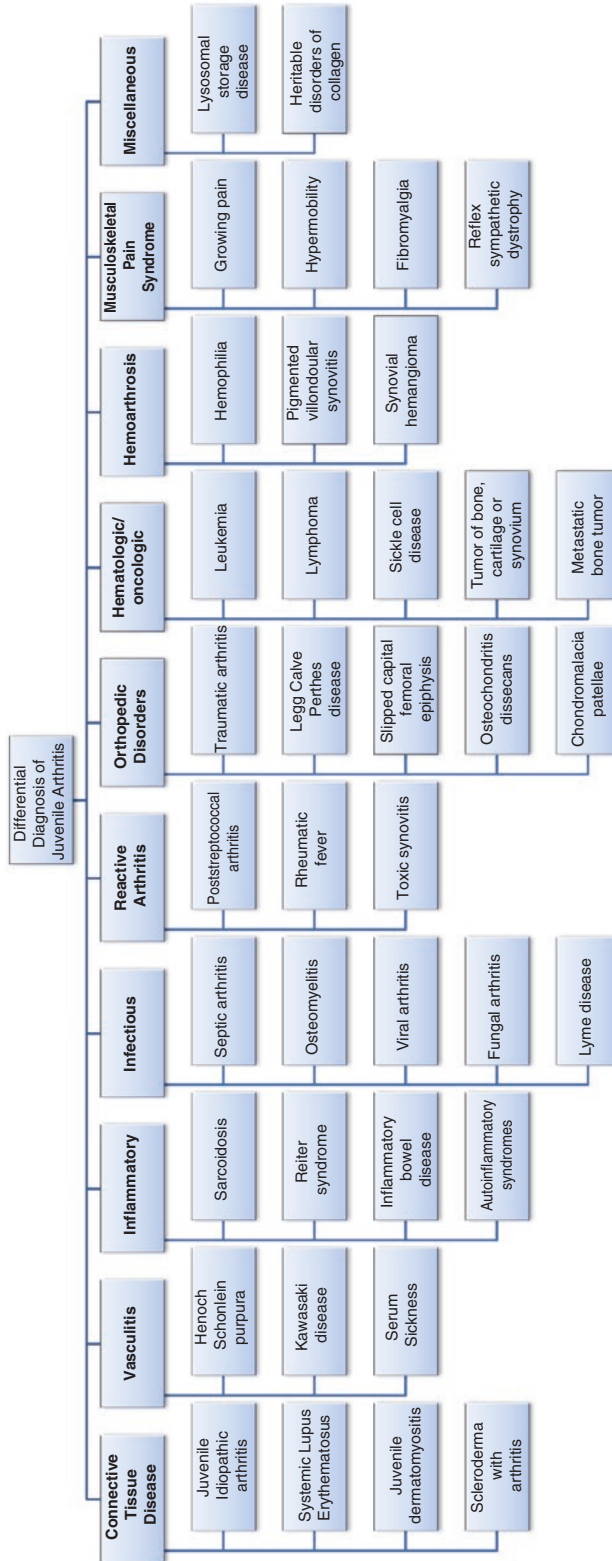 Differential
Diagnosis of
Juvenile Arthritis
Connective
Tissue
Disease
Juvenile
Idiopathic
arthritis
Systemic Lupus
Erythematosus
Juvenile
dermatomyositis
Scleroderma
with
arthritis
Vasculitis
Henoch
Schonlein
purpura
Kawasaki
disease
Serum
Sickness
Inflammatory
Sarcoidosis
Reiter
syndrome
Inflammatory
bowel
disease
Autoinflammatory
syndromes
Infectious
Septic arthritis
Osteomyelitis
Viral arthritis
Fungal arthritis
Lyme disease
Reactive
Arthritis
Poststreptococcal
arthritis
Rheumatic
fever
Toxic synovitis
Orthopedic
Disorders
Traumatic arthritis
Legg Calve
Perthes
disease
Slipped capital
femoral
epiphysis
Osteochondritis
dissecans
Chondromalacia
patellae
Hematologic/
oncologic
Leukemia
Lymphoma
Sickle cell
disease
Tumor of bone,
cartilage or
synovium
Metastatic
bone tumor
Hemoarthrosis
Hemophilia
Pigmented
villondoular
synovitis
Synovial
hemangioma
Musculoskeletal
Pain
Syndrome
Growing pain
Hypermobility
Fibromyalgia
Reflex
sympathetic
dystrophy
Miscellaneous
Lysosomal
storage
disease
Heritable
disorders of
collagen